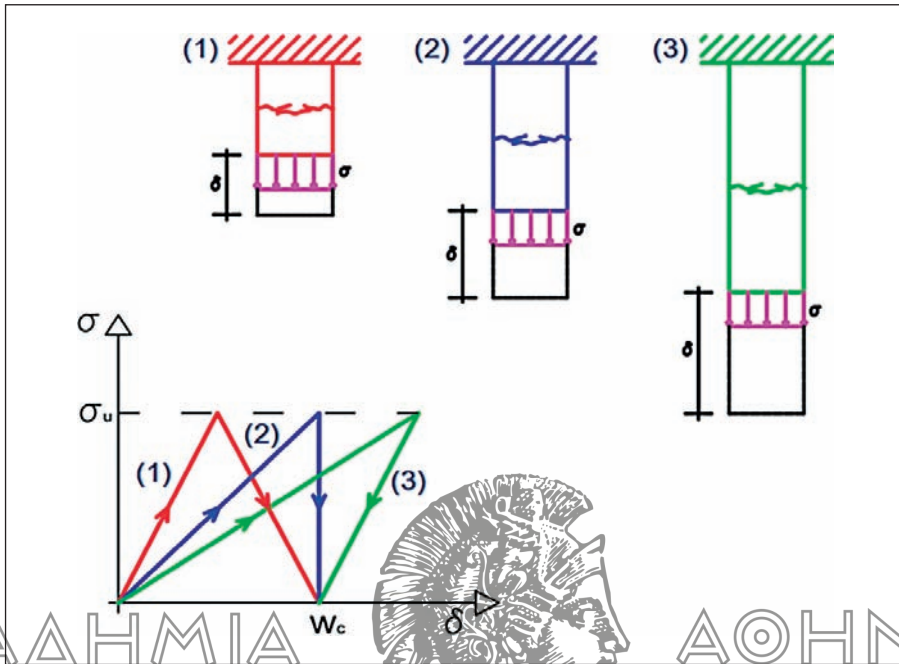 (1) (2) (3)
δ σ
δ σ
δ σ
σ
σu
(1) (2) (3)
wc δ
ΑΔΗΜΙΑ ΑΘΗΝ